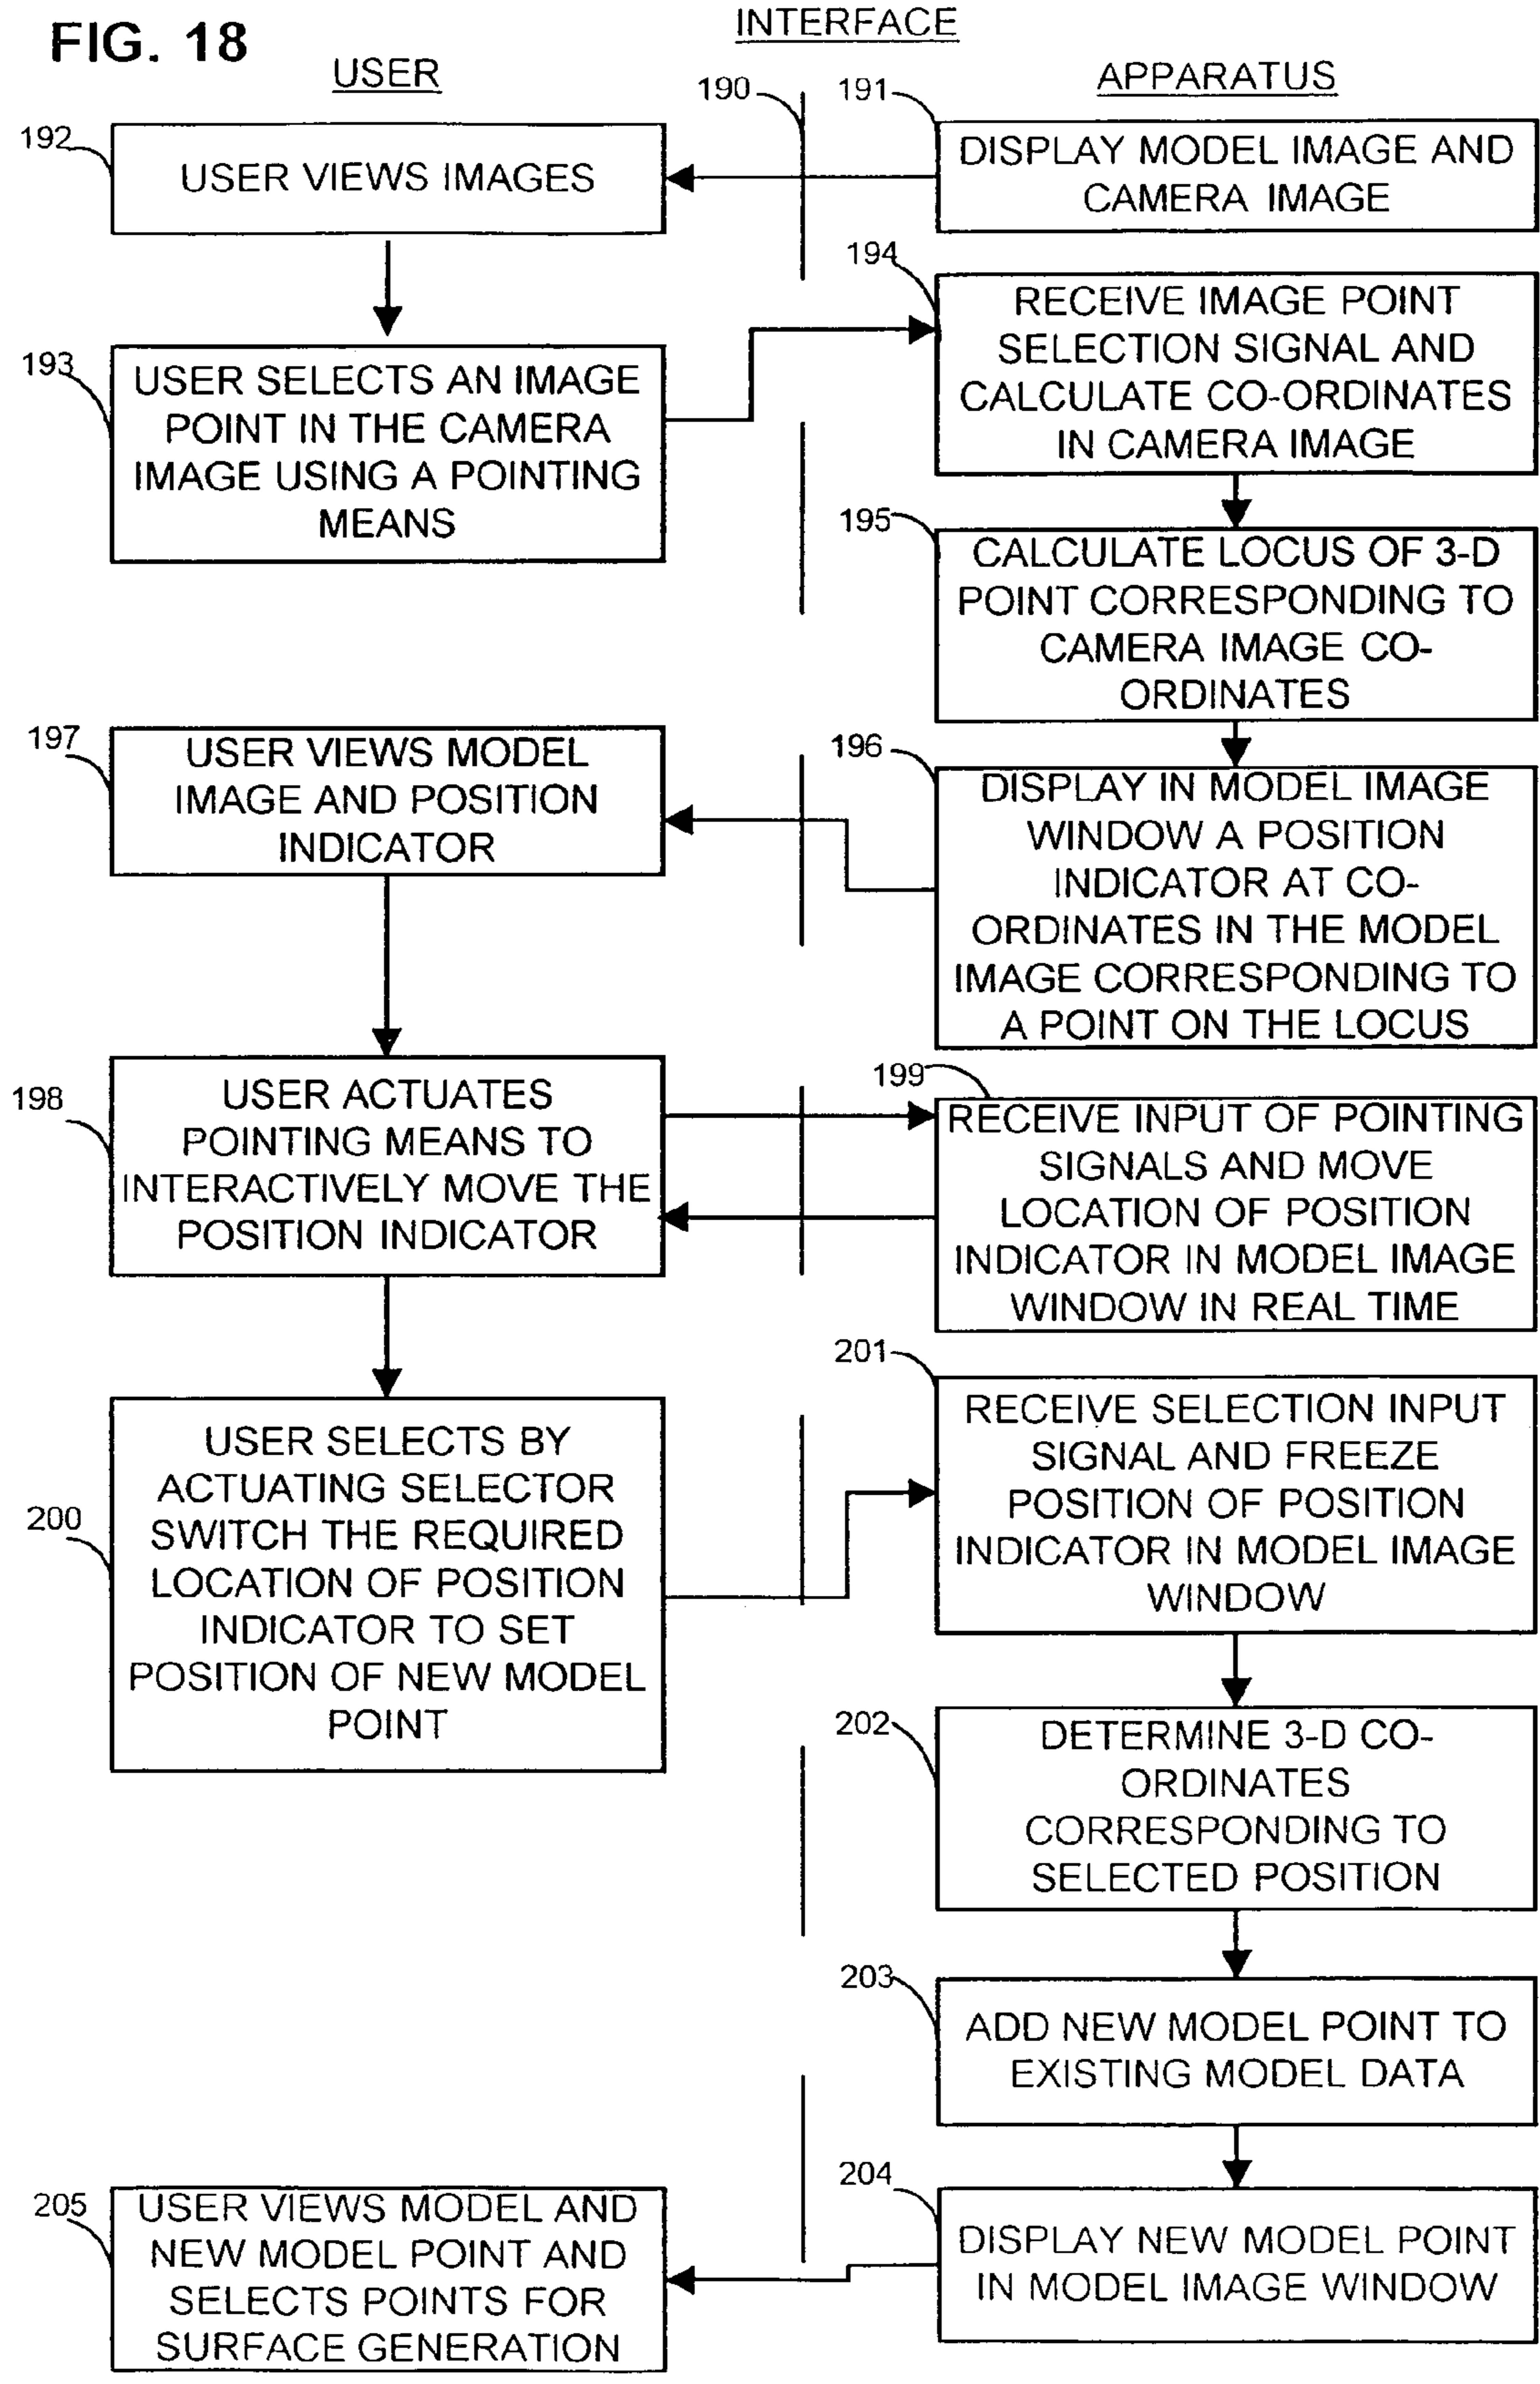 FIG. 18
INTERFACE
USER
APPARATUS
190
191
192
USER VIEWS IMAGES
DISPLAY MODEL IMAGE AND
CAMERA IMAGE
194
RECEIVE IMAGE POINT
SELECTION SIGNAL AND
CALCULATE CO-ORDINATES
IN CAMERA IMAGE
193
USER SELECTS AN IMAGE
POINT IN THE CAMERA
IMAGE USING A POINTING
MEANS
195
CALCULATE LOCUS OF 3-D
POINT CORRESPONDING TO
CAMERA IMAGE CO-
ORDINATES
197
USER VIEWS MODEL
IMAGE AND POSITION
INDICATOR
196
DISPLAY IN MODEL IMAGE
WINDOW A POSITION
INDICATOR AT CO-
ORDINATES IN THE MODEL
IMAGE CORRESPONDING TO
A POINT ON THE LOCUS
198
USER ACTUATES
POINTING MEANS TO
INTERACTIVELY MOVE THE
POSITION INDICATOR
199
RECEIVE INPUT OF POINTING
SIGNALS AND MOVE
LOCATION OF POSITION
INDICATOR IN MODEL IMAGE
WINDOW IN REAL TIME
200
USER SELECTS BY
ACTUATING SELECTOR
SWITCH THE REQUIRED
LOCATION OF POSITION
INDICATOR TO SET
POSITION OF NEW MODEL
POINT
201
RECEIVE SELECTION INPUT
SIGNAL AND FREEZE
POSITION OF POSITION
INDICATOR IN MODEL IMAGE
WINDOW
202
DETERMINE 3-D CO-
ORDINATES
CORRESPONDING TO
SELECTED POSITION
203
ADD NEW MODEL POINT TO
EXISTING MODEL DATA
204
DISPLAY NEW MODEL POINT
IN MODEL IMAGE WINDOW
205
USER VIEWS MODEL AND
NEW MODEL POINT AND
SELECTS POINTS FOR
SURFACE GENERATION